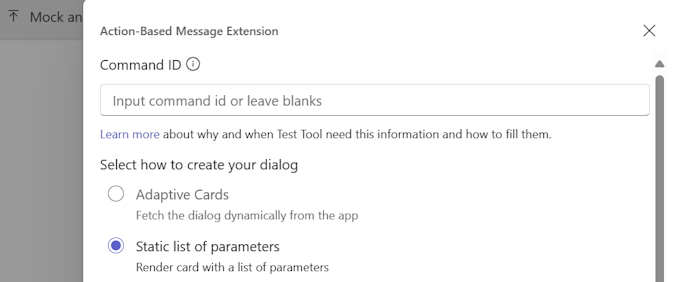 Mock an
Action-Based Message Extension
Command ID
Input command id or leave blanks
Learn more about why and when Test Tool need this information and how to fill them.
Select how to create your dialog
Adaptive Cards
Fetch the dialog dynamically from the app
Static list of parameters
Render card with a list of parameters